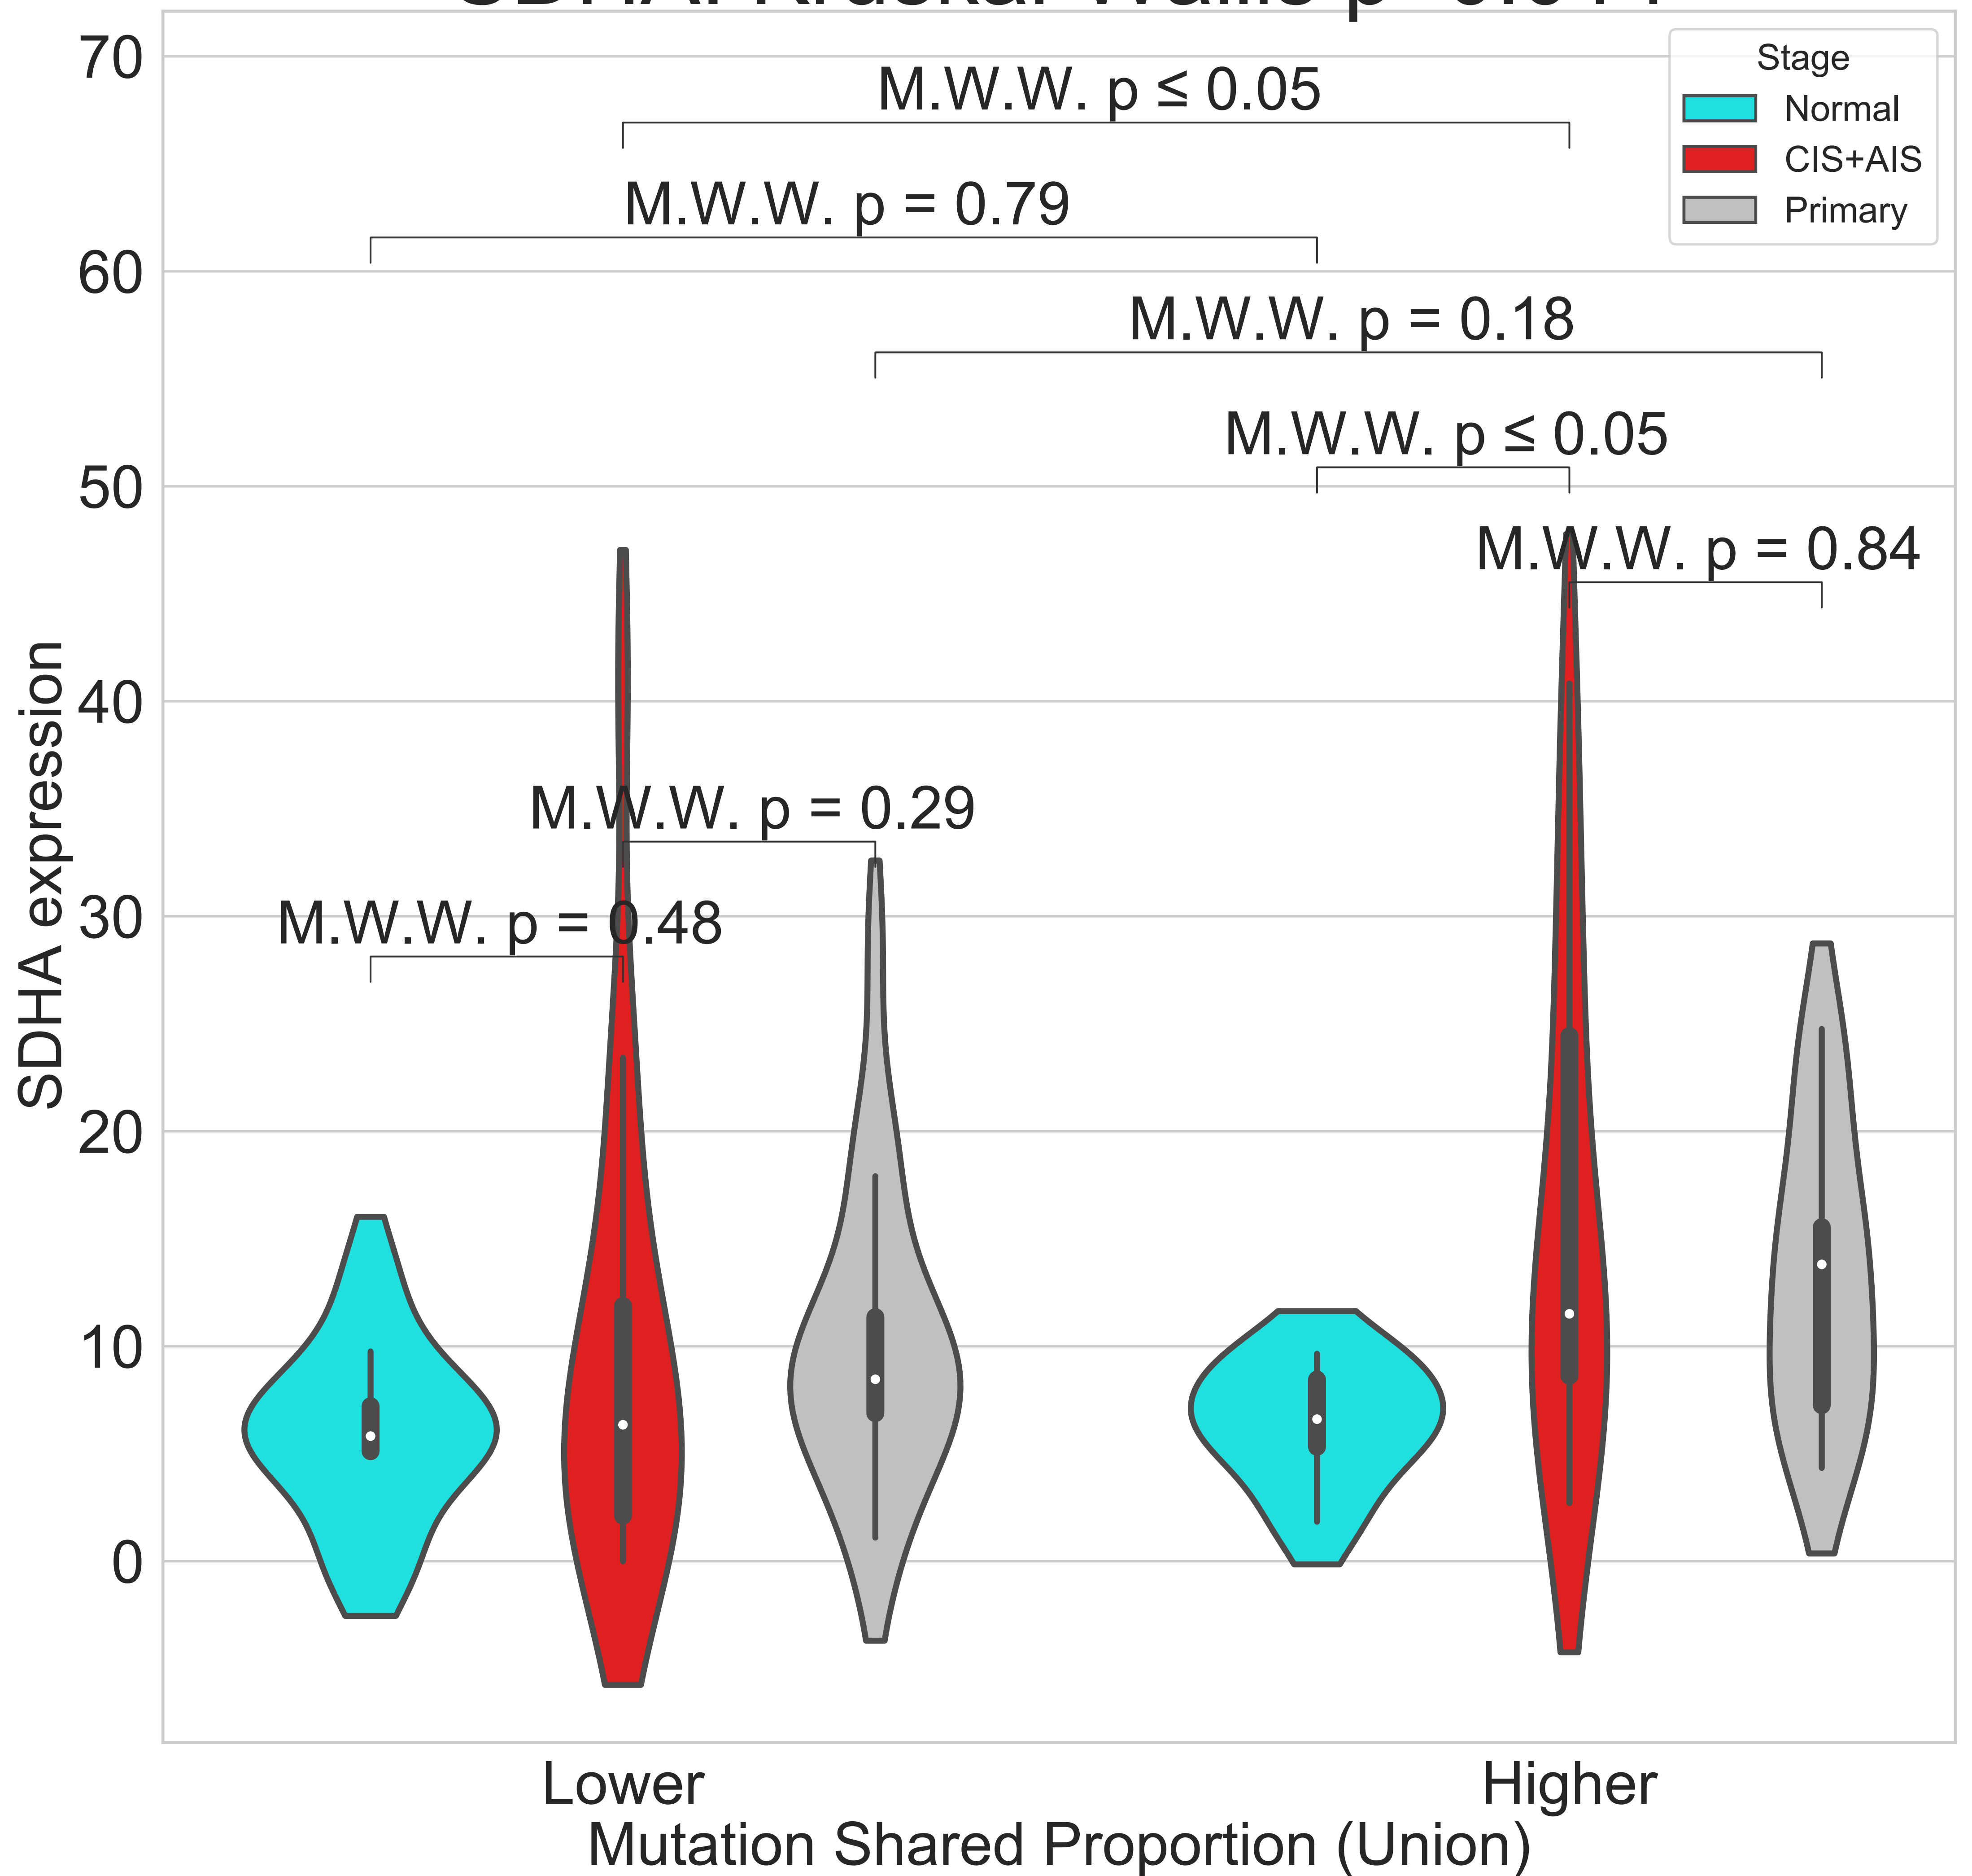 70
Stage
M.W.W. p ≤ 0.05
Normal
CIS+AIS
M.W.W. p = 0.79
Primary
60
M.W.W. p = 0.18
M.W.W. p ≤ 0.05
50
M.W.W. p = 0.84
40
SDHA expression
M.W.W. p = 0.29
30
M.W.W. p = 0.48
20
10
0
Lower
Higher
Mutation Shared Proportion (Union)